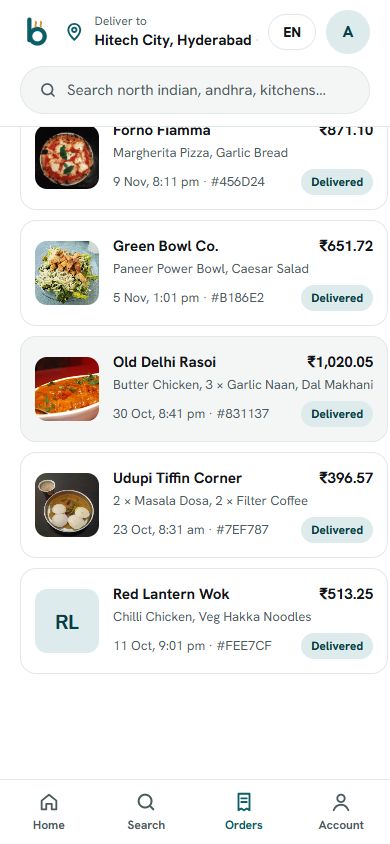 b
Deliver to
Hitech City, Hyderabad
EN
A
Search north indian, andhra, kitchens...
Forno Fiamma ₹871.10
Margherita Pizza, Garlic Bread
9 Nov, 8:11 pm · #456D24 Delivered
Green Bowl Co. ₹651.72
Paneer Power Bowl, Caesar Salad
5 Nov, 1:01 pm · #B186E2 Delivered
Old Delhi Rasoi ₹1,020.05
Butter Chicken, 3 × Garlic Naan, Dal Makhani
30 Oct, 8:41 pm · #831137 Delivered
Udupi Tiffin Corner ₹396.57
2 × Masala Dosa, 2 × Filter Coffee
23 Oct, 8:31 am · #7EF787 Delivered
RL
Red Lantern Wok ₹513.25
Chilli Chicken, Veg Hakka Noodles
11 Oct, 9:01 pm · #FEE7CF Delivered
Home Search Orders Account